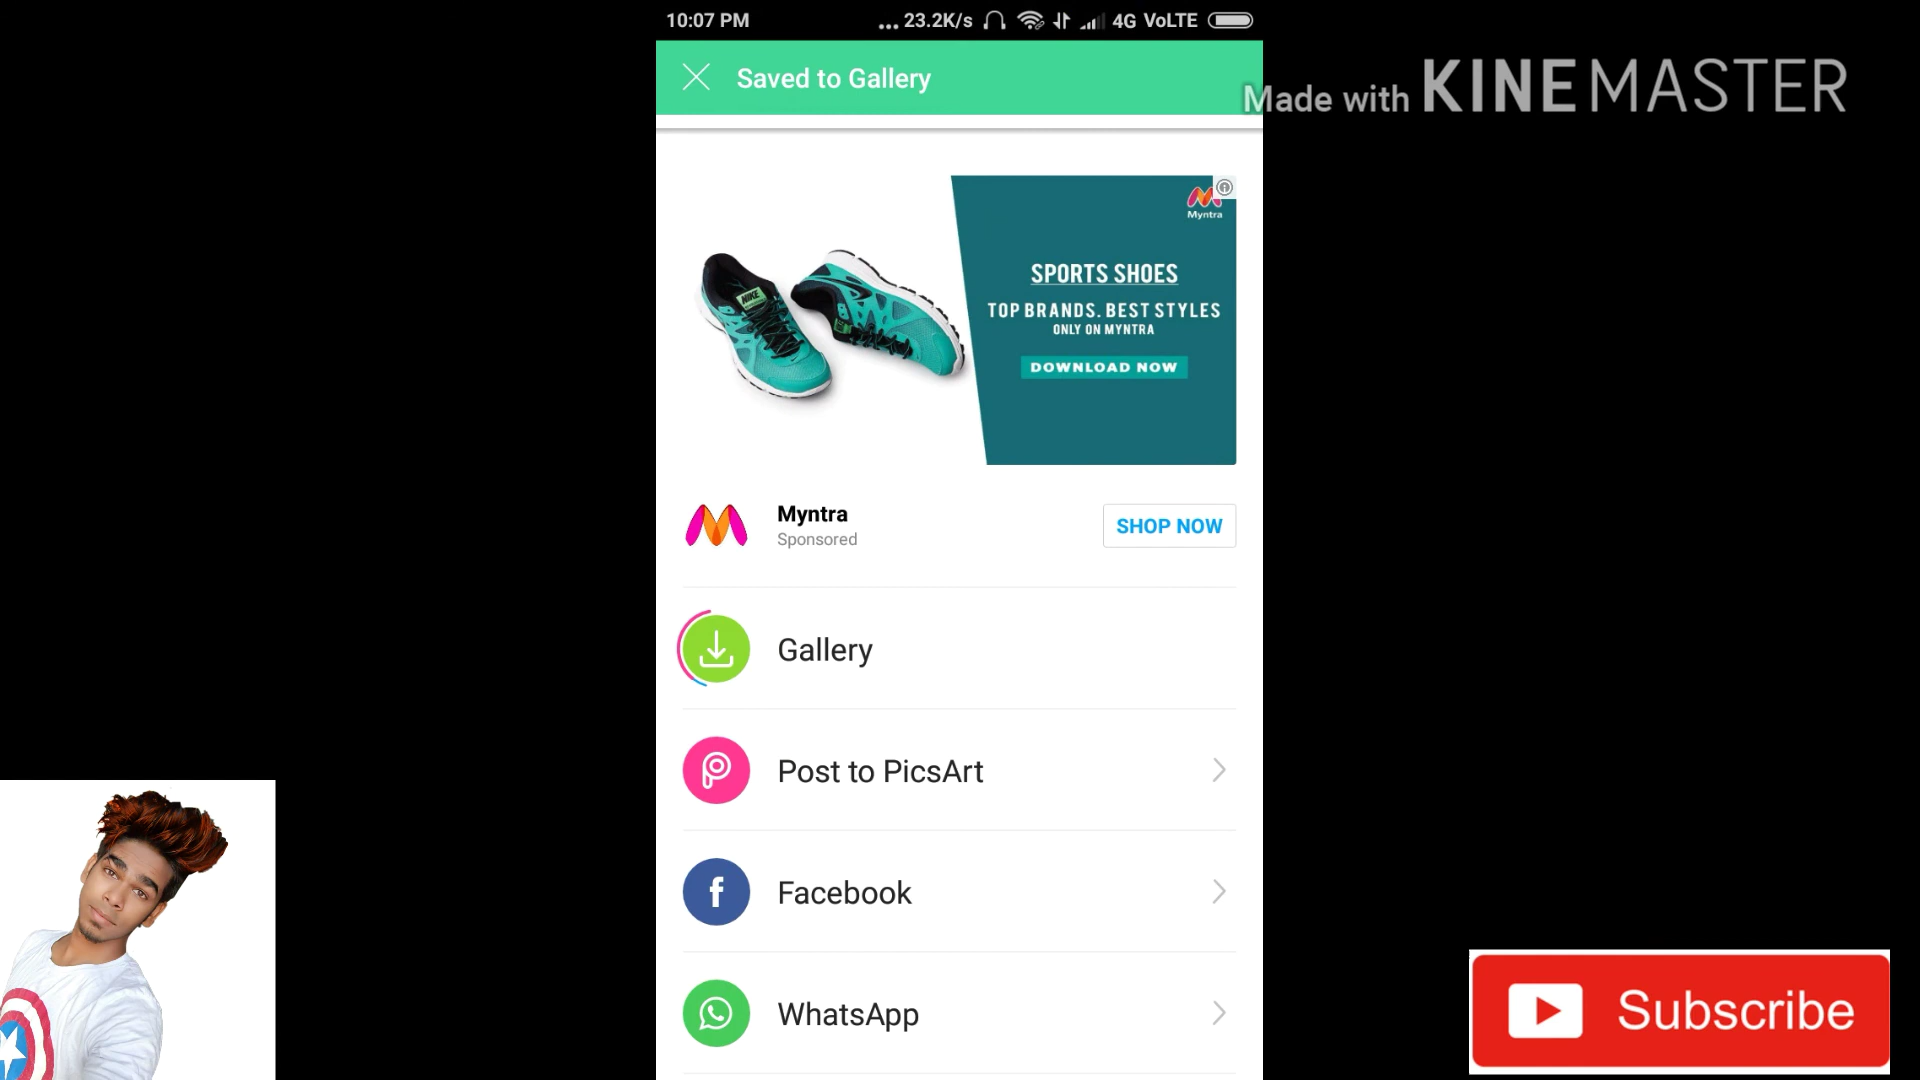 10:07 PM
... 23.2K/s
4G VoLTE
Saved to Gallery
Made with KINEMASTER
Myntra
NIKE
SPORTS SHOES
TOP BRANDS. BEST STYLES
ONLY ON MYNTRA
DOWNLOAD NOW
Myntra
Sponsored
SHOP NOW
Gallery
Post to PicsArt
Facebook
WhatsApp
Subscribe